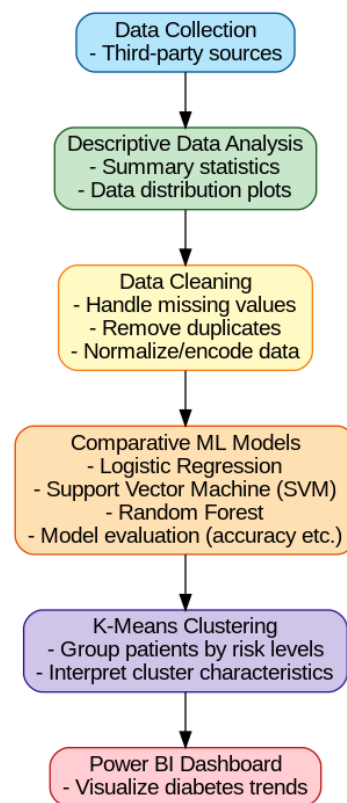 Data Collection
- Third-party sources
Descriptive Data Analysis
- Summary statistics
- Data distribution plots
Data Cleaning
- Handle missing values
- Remove duplicates
- Normalize/encode data
Comparative ML Models
- Logistic Regression
- Support Vector Machine (SVM)
- Random Forest
- Model evaluation (accuracy etc.)
K-Means Clustering
- Group patients by risk levels
- Interpret cluster characteristics
Power BI Dashboard
- Visualize diabetes trends